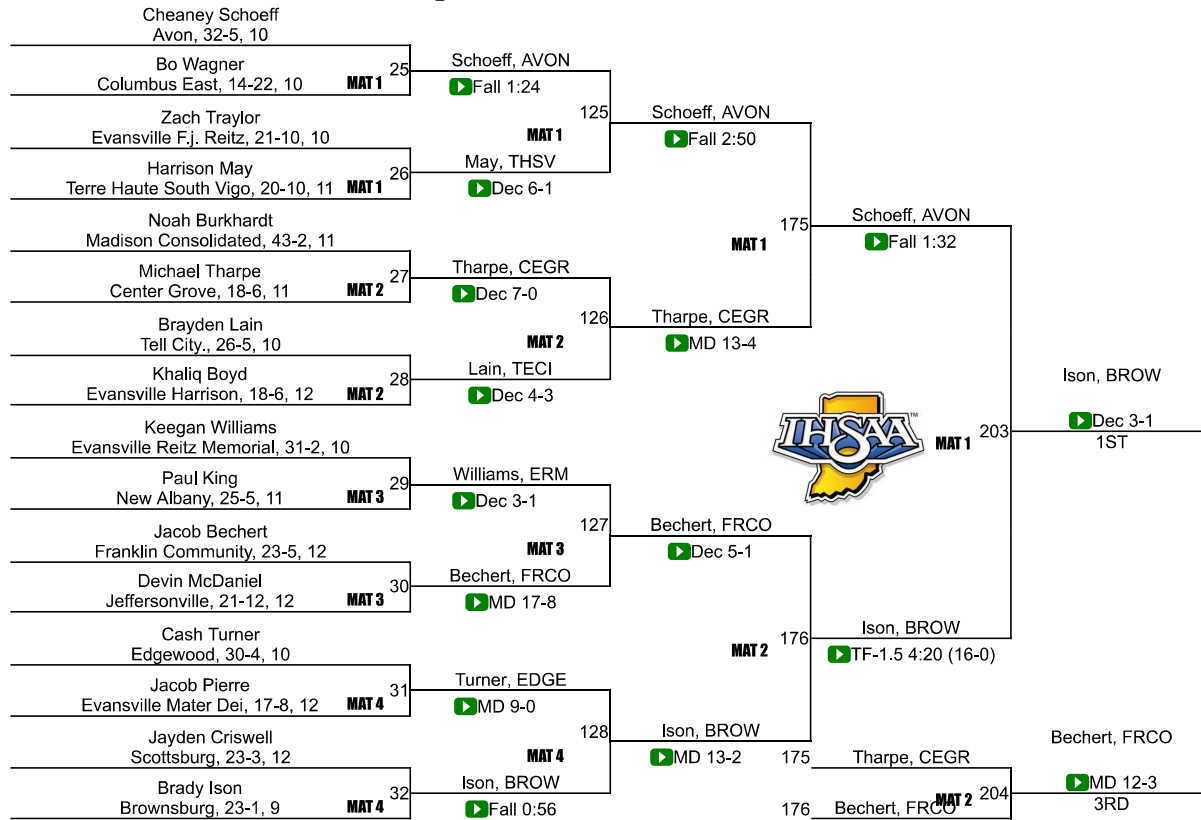 Cheaney Schoeff
Avon, 32-5, 10
Bo Wagner
Columbus East, 14-22, 10
MAT 1
25
Zach Traylor
Evansville F.j. Reitz, 21-10, 10
Harrison May
Terre Haute South Vigo, 20-10, 11
MAT 1
26
Noah Burkhardt
Madison Consolidated, 43-2, 11
Michael Tharpe
Center Grove, 18-6, 11
MAT 2
27
Brayden Lain
Tell City., 26-5, 10
Khaliq Boyd
Evansville Harrison, 18-6, 12
MAT 2
28
Keegan Williams
Evansville Reitz Memorial, 31-2, 10
Paul King
New Albany, 25-5, 11
MAT 3
29
Jacob Bechert
Franklin Community, 23-5, 12
Devin McDaniel
Jeffersonville, 21-12, 12
MAT 3
30
Cash Turner
Edgewood, 30-4, 10
Jacob Pierre
Evansville Mater Dei, 17-8, 12
MAT 4
31
Jayden Criswell
Scottsburg, 23-3, 12
Brady Ison
Brownsburg, 23-1, 9
MAT 4
32
Schoeff, AVON
Fall 1:24
125
MAT 1
May, THSV
Dec 6-1
Tharpe, CEGR
Dec 7-0
126
MAT 2
Lain, TECI
Dec 4-3
Williams, ERM
Dec 3-1
127
MAT 3
Bechert, FRCO
MD 17-8
Turner, EDGE
MD 9-0
128
MAT 4
Ison, BROW
Fall 0:56
Schoeff, AVON
Fall 2:50
175
MAT 1
Tharpe, CEGR
MD 13-4
Bechert, FRCO
Dec 5-1
176
MAT 2
Ison, BROW
MD 13-2
Schoeff, AVON
Fall 1:32
IHSAA
TM
MAT 1
203
Ison, BROW
TF-1.5 4:20 (16-0)
Ison, BROW
Dec 3-1
1ST
175
Tharpe, CEGR
MAT 2
204
176
Bechert, FRCO
Bechert, FRCO
MD 12-3
3RD